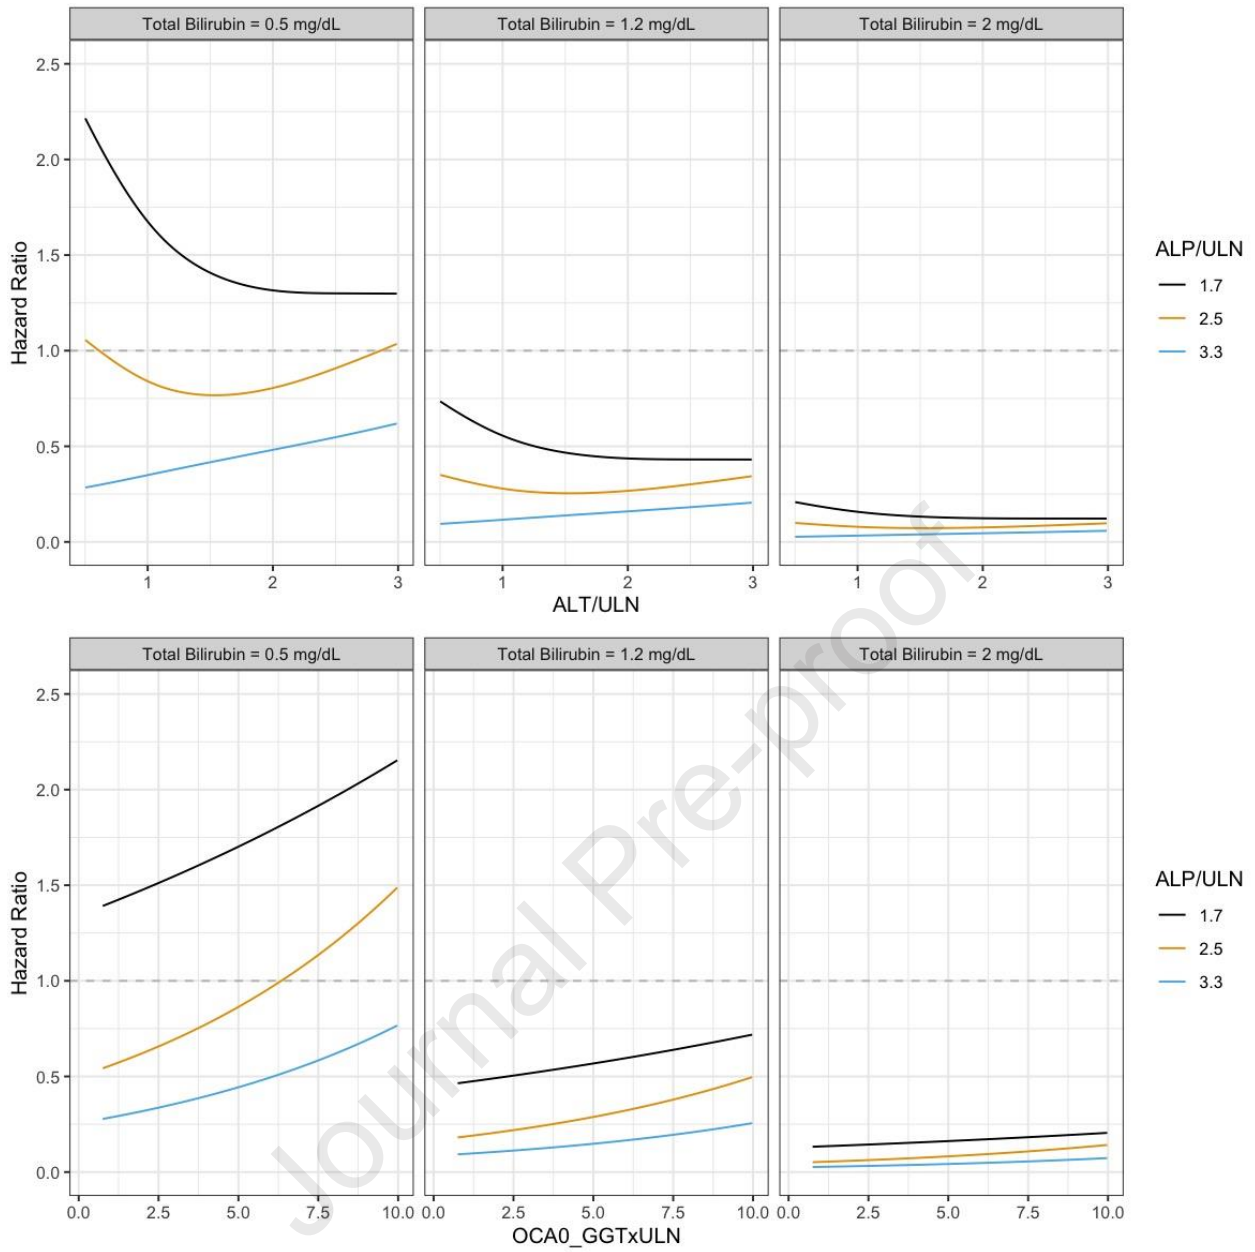 Total Bilirubin = 0.5 mg/dL Total Bilirubin = 1.2 mg/dL Total Bilirubin = 2 mg/dL
2.5
2.0
1.5
1.0
0.5
0.0
Hazard Ratio
1 2 3 1 2 3 1 2 3
ALT/ULN
ALP/ULN
1.7
2.5
3.3
Total Bilirubin = 0.5 mg/dL Total Bilirubin = 1.2 mg/dL Total Bilirubin = 2 mg/dL
2.5
2.0
1.5
1.0
0.5
0.0
Hazard Ratio
0.0 2.5 5.0 7.5 10.0 0.0 2.5 5.0 7.5 10.0 0.0 2.5 5.0 7.5 10.0
OCA0_GGTxULN
ALP/ULN
1.7
2.5
3.3
Journal Pre-proof